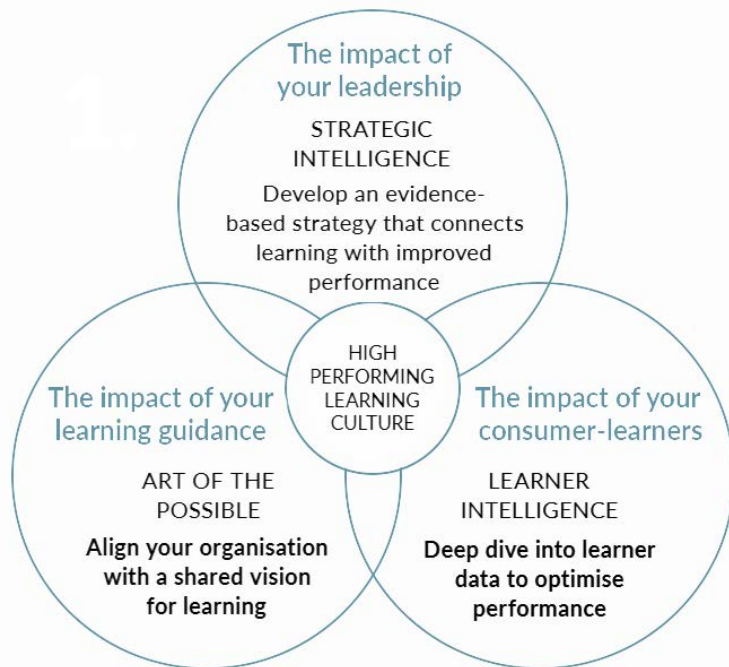 1.
The impact of
your leadership
STRATEGIC
INTELLIGENCE
Develop an evidence-
based strategy that connects
learning with improved
performance
HIGH
PERFORMING
LEARNING
CULTURE
The impact of your
learning guidance
ART OF THE
POSSIBLE
Align your organisation
with a shared vision
for learning
The impact of your
consumer-learners
LEARNER
INTELLIGENCE
Deep dive into learner
data to optimise
performance